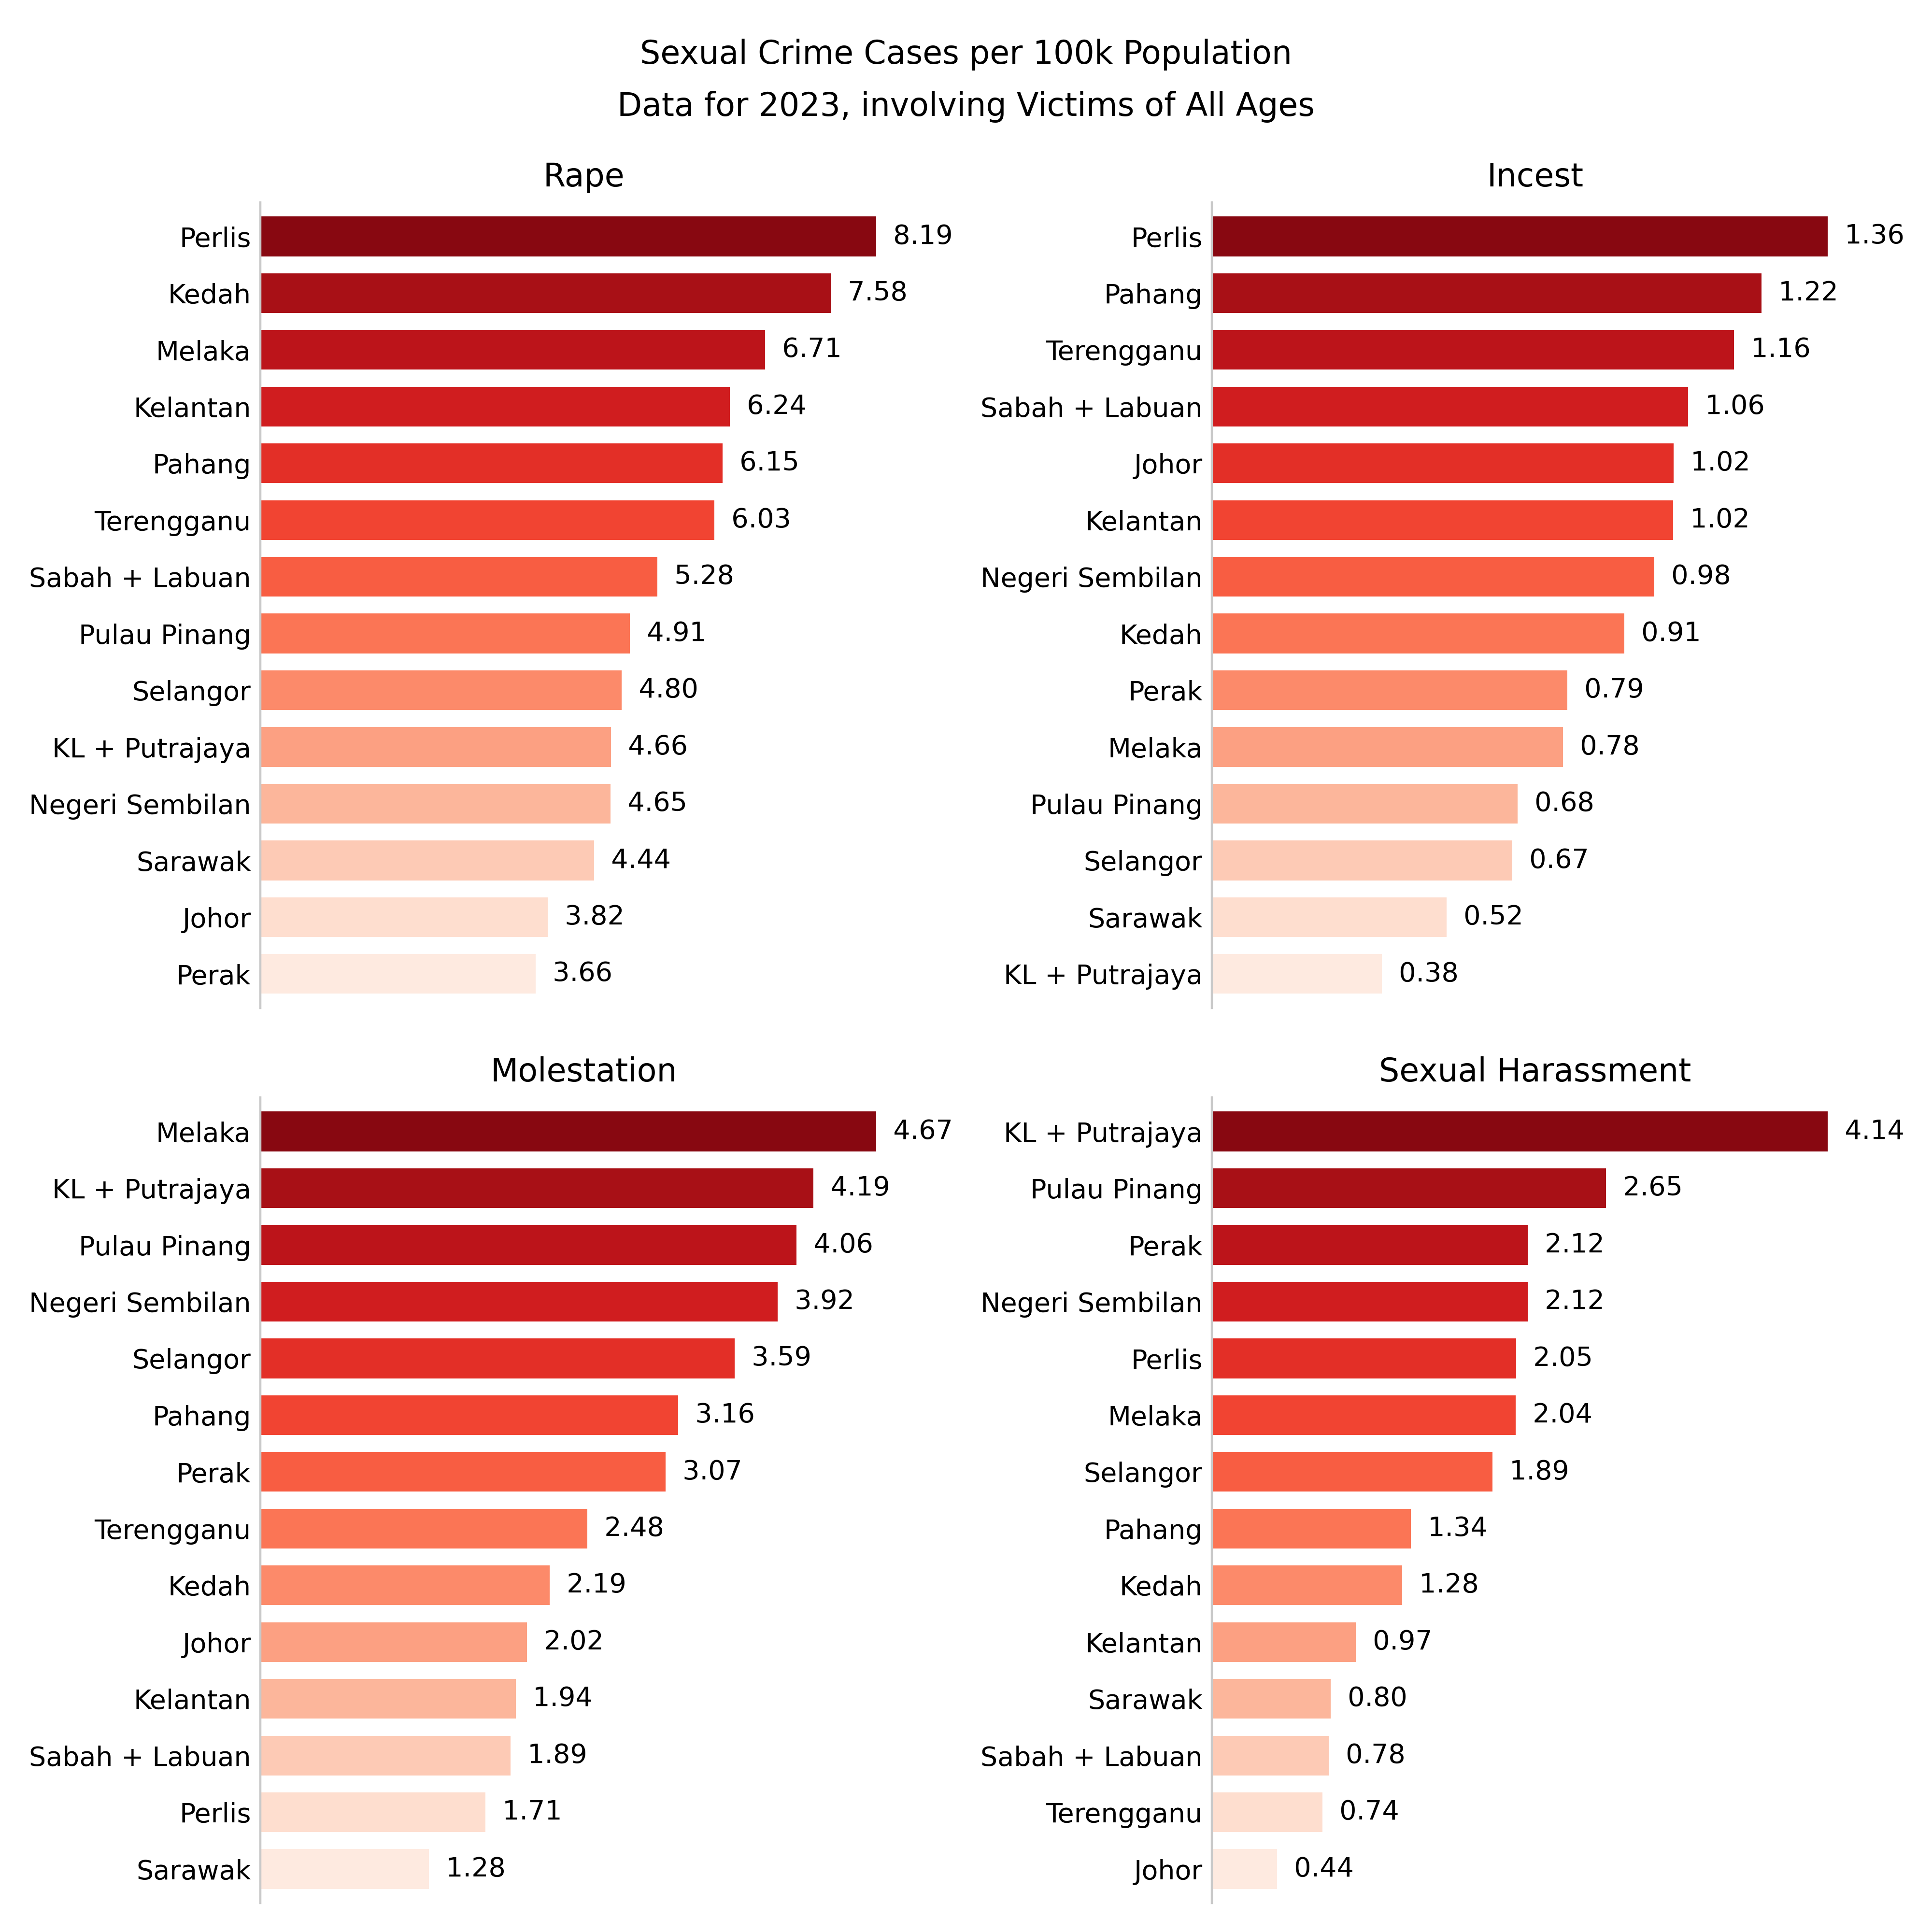 Sexual Crime Cases per 100k Population
Data for 2023, involving Victims of All Ages
Rape
Perlis 8.19
Kedah 7.58
Melaka 6.71
Kelantan 6.24
Pahang 6.15
Terengganu 6.03
Sabah + Labuan 5.28
Pulau Pinang 4.91
Selangor 4.80
KL + Putrajaya 4.66
Negeri Sembilan 4.65
Sarawak 4.44
Johor 3.82
Perak 3.66
Incest
Perlis 1.36
Pahang 1.22
Terengganu 1.16
Sabah + Labuan 1.06
Johor 1.02
Kelantan 1.02
Negeri Sembilan 0.98
Kedah 0.91
Perak 0.79
Melaka 0.78
Pulau Pinang 0.68
Selangor 0.67
Sarawak 0.52
KL + Putrajaya 0.38
Molestation
Melaka 4.67
KL + Putrajaya 4.19
Pulau Pinang 4.06
Negeri Sembilan 3.92
Selangor 3.59
Pahang 3.16
Perak 3.07
Terengganu 2.48
Kedah 2.19
Johor 2.02
Kelantan 1.94
Sabah + Labuan 1.89
Perlis 1.71
Sarawak 1.28
Sexual Harassment
KL + Putrajaya 4.14
Pulau Pinang 2.65
Perak 2.12
Negeri Sembilan 2.12
Perlis 2.05
Melaka 2.04
Selangor 1.89
Pahang 1.34
Kedah 1.28
Kelantan 0.97
Sarawak 0.80
Sabah + Labuan 0.78
Terengganu 0.74
Johor 0.44